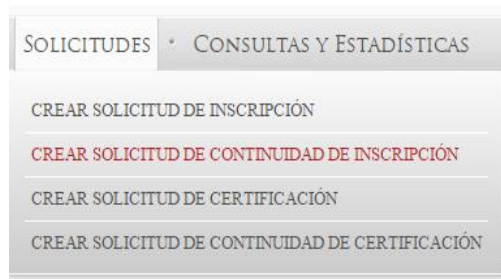 SOLICITUDES • CONSULTAS Y ESTADÍSTICAS
CREAR SOLICITUD DE INSCRIPCIÓN
CREAR SOLICITUD DE CONTINUIDAD DE INSCRIPCIÓN
CREAR SOLICITUD DE CERTIFICACIÓN
CREAR SOLICITUD DE CONTINUIDAD DE CERTIFICACIÓN